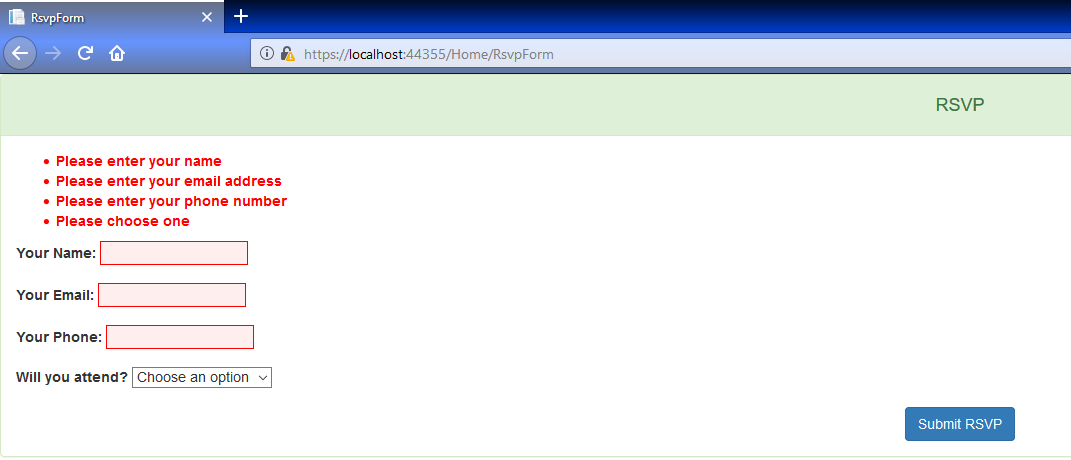 RsvpForm
https://localhost:44355/Home/RsvpForm
RSVP
• Please enter your name
• Please enter your email address
• Please enter your phone number
• Please choose one
Your Name:
Your Email:
Your Phone:
Will you attend? Choose an option
Submit RSVP